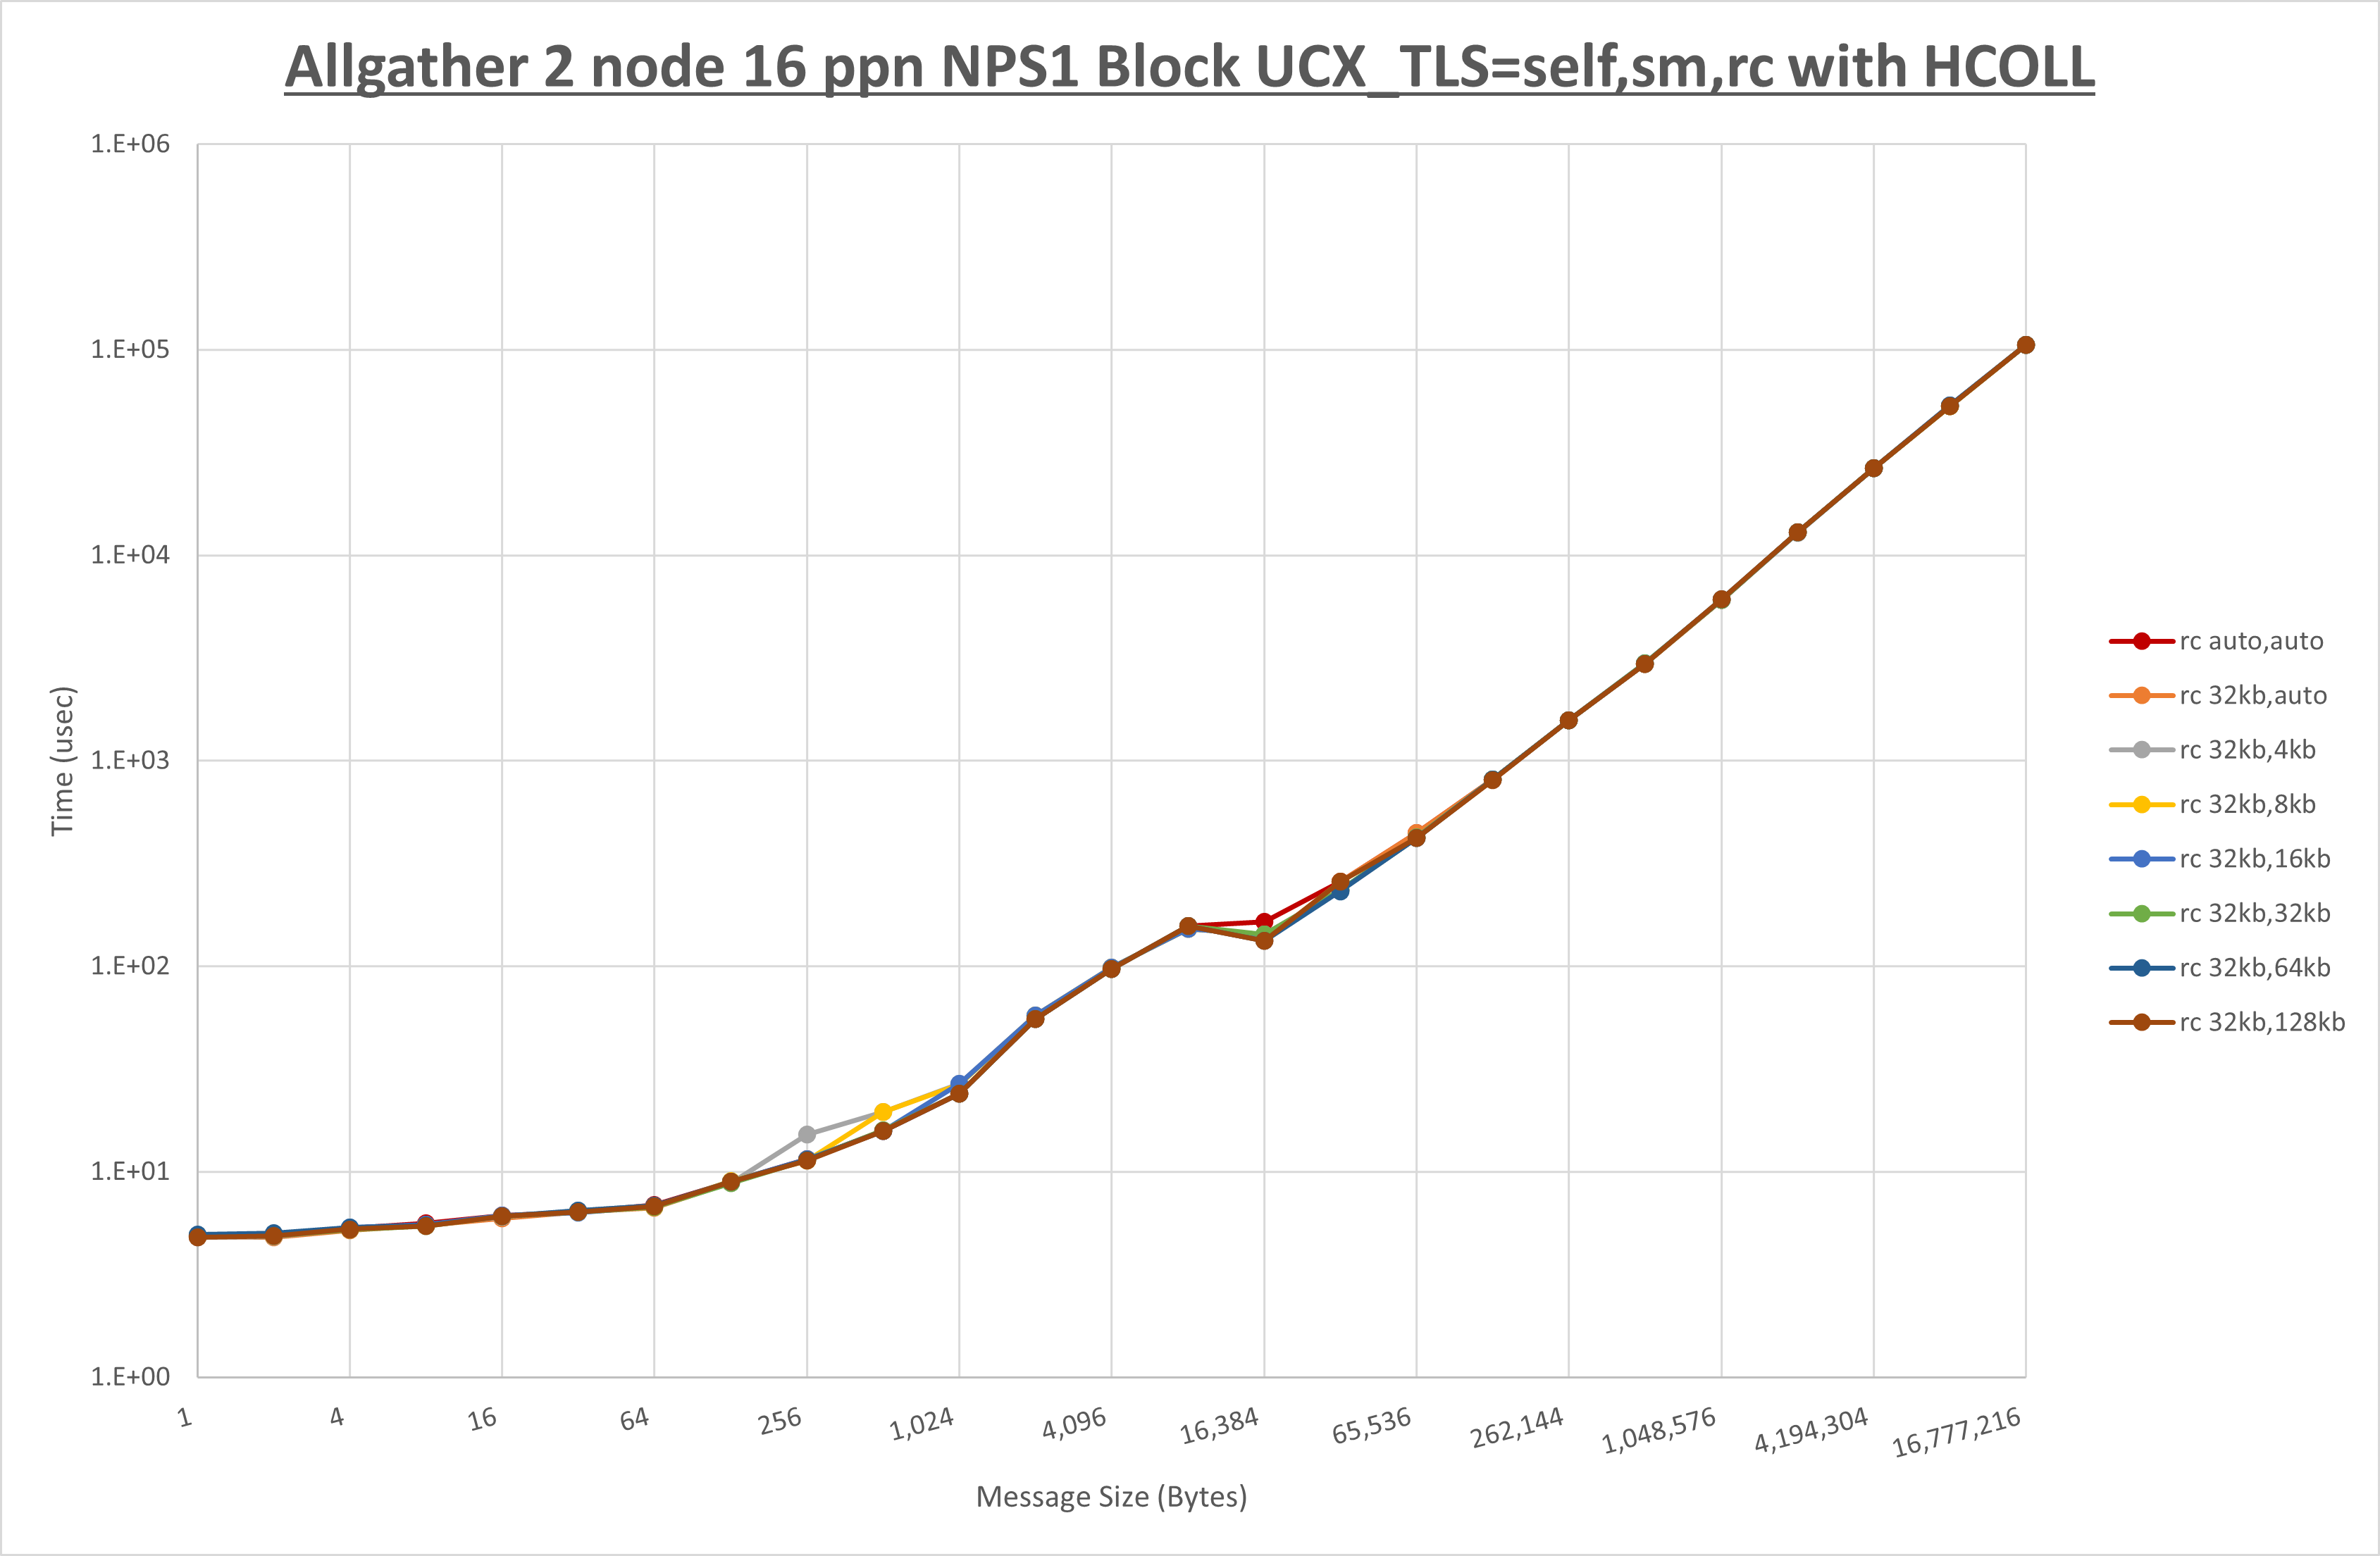 Allgather 2 node 16 ppn NPS1 Block UCX_TLS=self,sm,rc with HCOLL
1.E+06
1.E+05
1.E+04
1.E+03
1.E+02
1.E+01
1.E+00
Time (usec)
1 4 16 64 256 1,024 4,096 16,384 65,536 262,144 1,048,576 4,194,304 16,777,216
Message Size (Bytes)
rc auto,auto
rc 32kb,auto
rc 32kb,4kb
rc 32kb,8kb
rc 32kb,16kb
rc 32kb,32kb
rc 32kb,64kb
rc 32kb,128kb